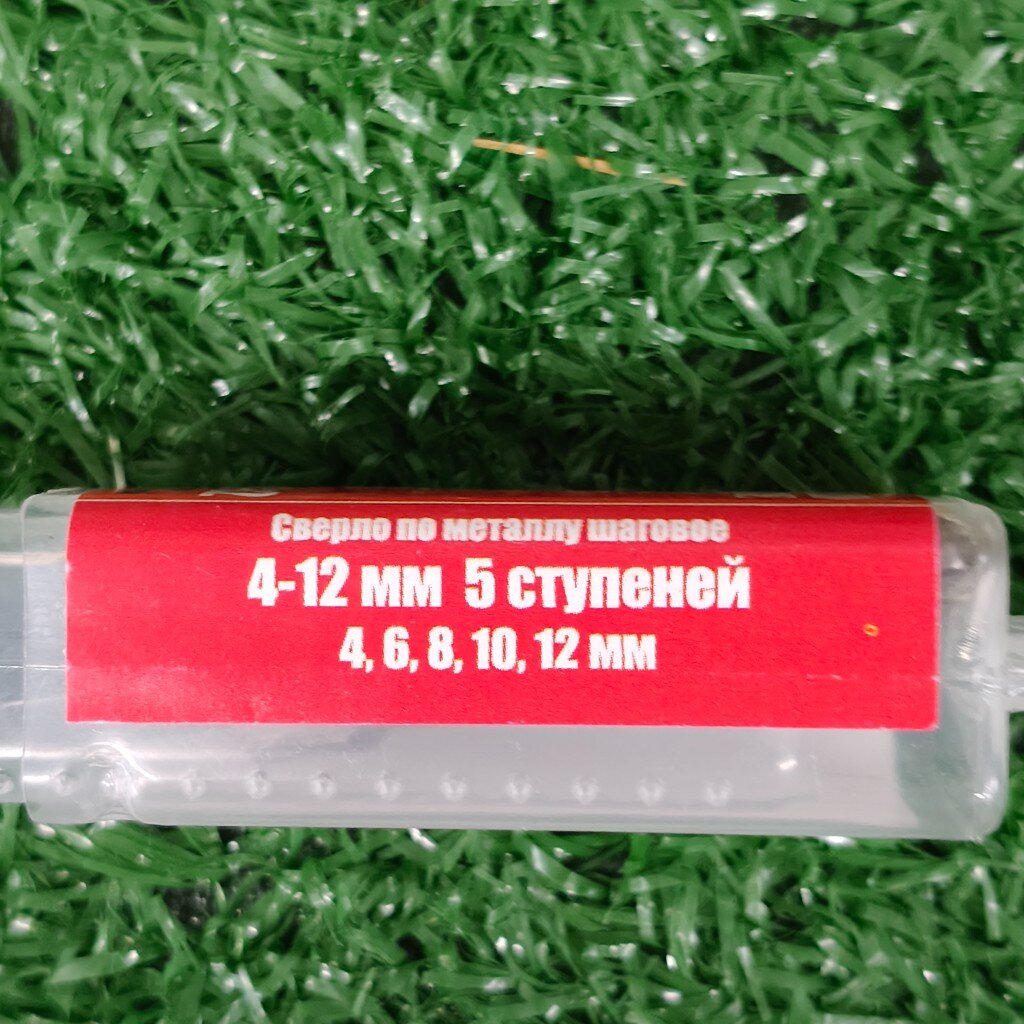 Сверло по металлу шаговое
4-12 мм 5 ступеней
4, 6, 8, 10, 12 мм